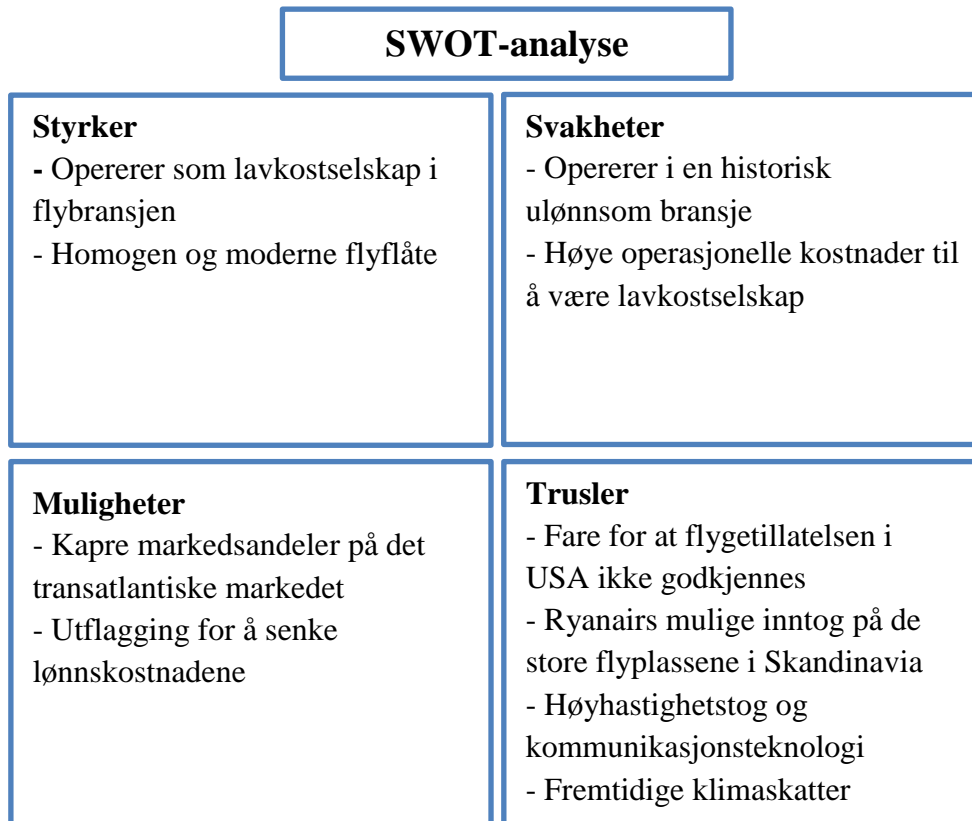 SWOT-analyse
Styrker
- Opererer som lavkostselskap i
flybransjen
- Homogen og moderne flyflåte
Svakheter
- Opererer i en historisk
ulønnsom bransje
- Høye operasjonelle kostnader til
å være lavkostselskap
Muligheter
- Kapre markedsandeler på det
transatlantiske markedet
- Utflagging for å senke
lønnskostnadene
Trusler
- Fare for at flygetillatelsen i
USA ikke godkjennes
- Ryanairs mulige inntog på de
store flyplassene i Skandinavia
- Høyhastighetstog og
kommunikasjonsteknologi
- Fremtidige klimaskatter